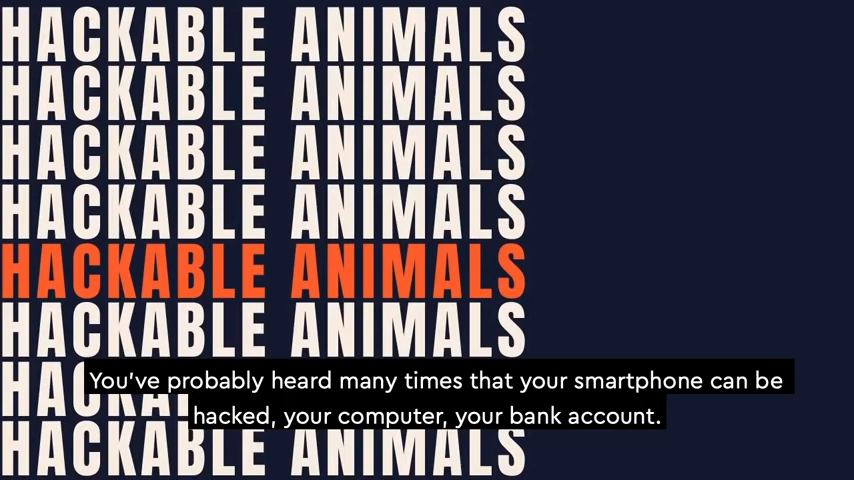 HACKABLE ANIMALS
HACKABLE ANIMALS
HACKABLE ANIMALS
HACKABLE ANIMALS
HACKABLE ANIMALS
HACKABLE ANIMALS
You've probably heard many times that your smartphone can be
hacked, your computer, your bank account.
HACKABLE ANIMALS